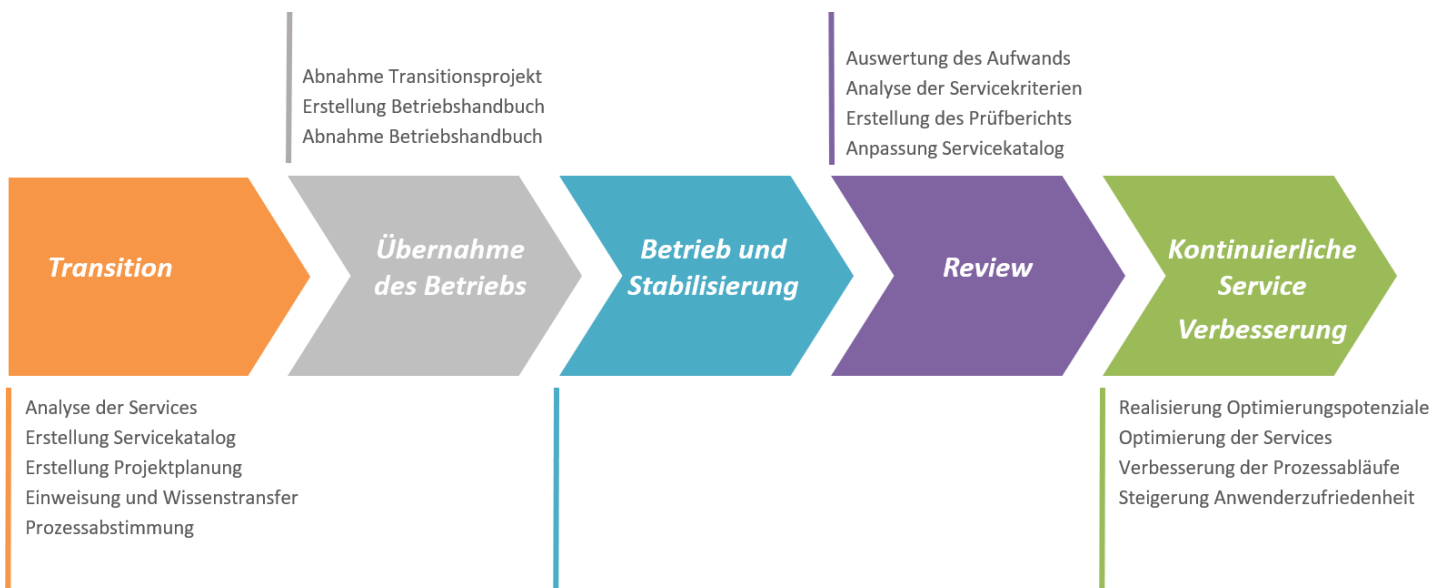 Abnahme Transitionsprojekt
Erstellung Betriebshandbuch
Abnahme Betriebshandbuch
Auswertung des Aufwands
Analyse der Servicekriterien
Erstellung des Prüfberichts
Anpassung Servicekatalog
Transition
Übernahme
des Betriebs
Betrieb und
Stabilisierung
Review
Kontinuierliche
Service
Verbesserung
Analyse der Services
Erstellung Servicekatalog
Erstellung Projektplanung
Einweisung und Wissenstransfer
Prozessabstimmung
Realisierung Optimierungspotenziale
Optimierung der Services
Verbesserung der Prozessabläufe
Steigerung Anwenderzufriedenheit